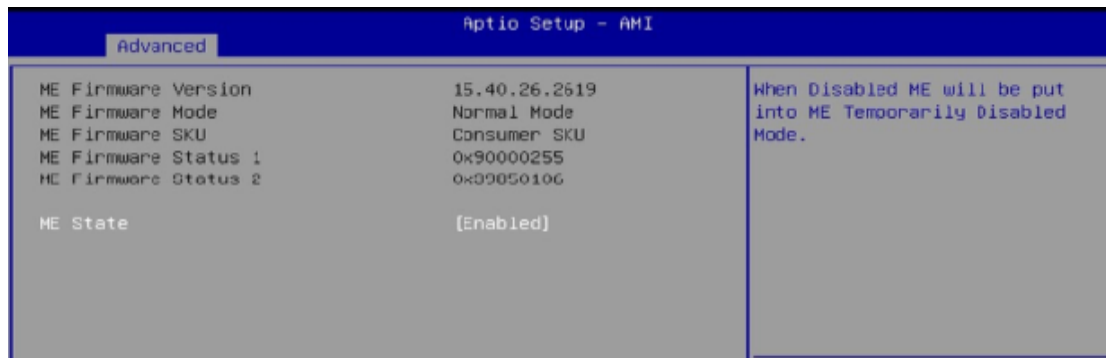 Aptio Setup - AMI
Advanced
ME Firmware Version 15.40.26.2619
ME Firmware Mode Normal Mode
ME Firmware SKU Consumer SKU
ME Firmware Status 1 0x90000255
ME Firmware Status 2
ME State [Enabled]
When Disabled ME will be put
into ME Temporarily Disabled
Mode.